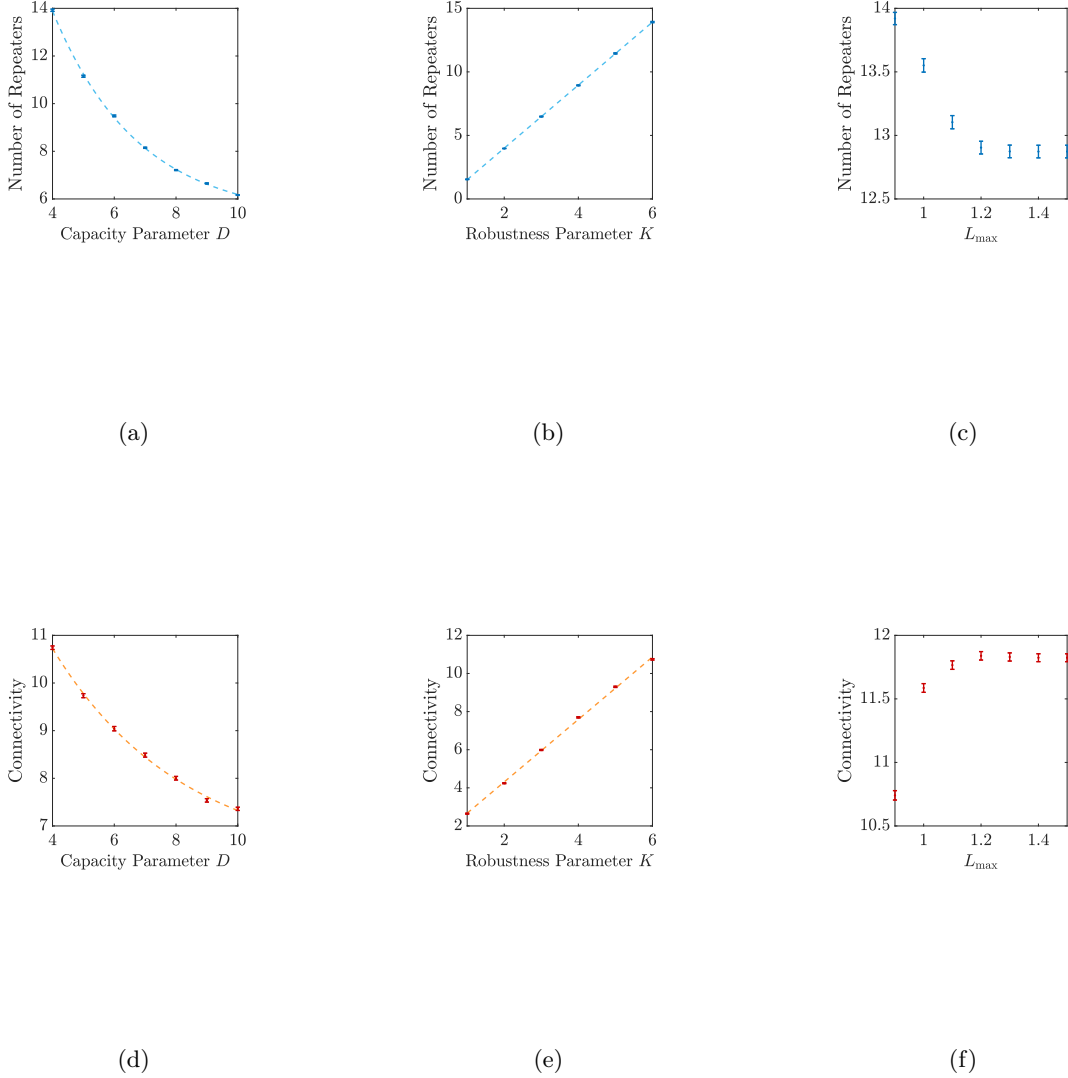 Number of Repeaters
14
12
10
8
6
4
6
8
10
Capacity Parameter D
Number of Repeaters
15
10
5
0
2
4
6
Robustness Parameter K
Number of Repeaters
14
13.5
13
12.5
1
1.2
1.4
L_max
(a)
(b)
(c)
Connectivity
11
10
9
8
7
4
6
8
10
Capacity Parameter D
Connectivity
12
10
8
6
4
2
2
4
6
Robustness Parameter K
Connectivity
12
11.5
11
10.5
1
1.2
1.4
L_max
(d)
(e)
(f)